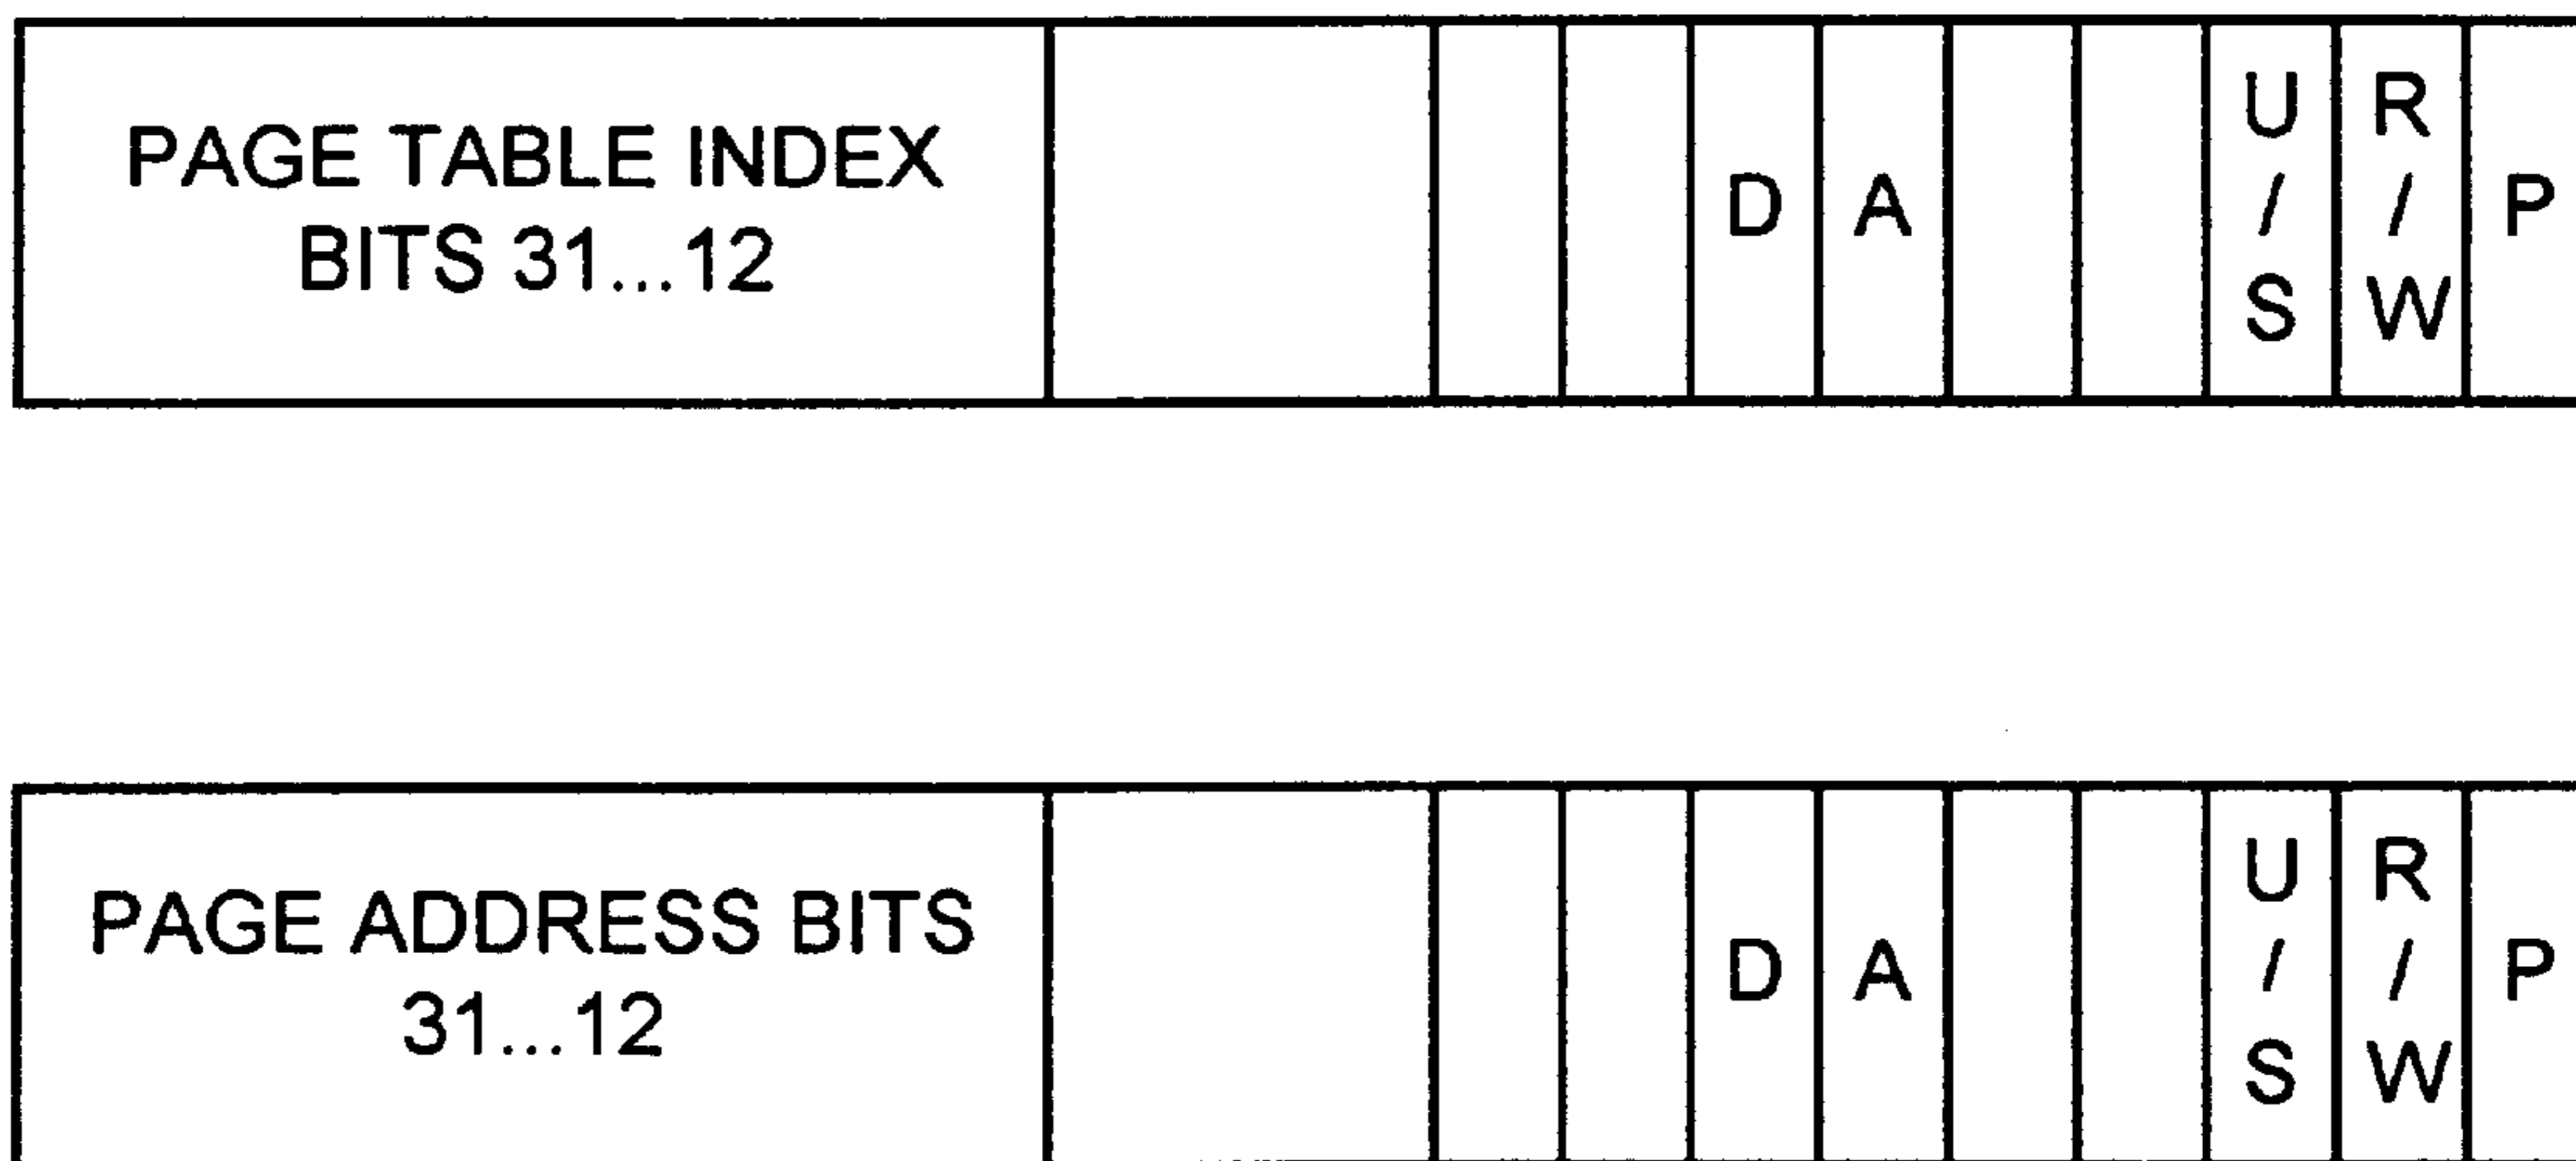 PAGE TABLE INDEX
BITS 31...12
D
A
U
/
S
R
/
W
P
PAGE ADDRESS BITS
31...12
D
A
U
/
S
R
/
W
P